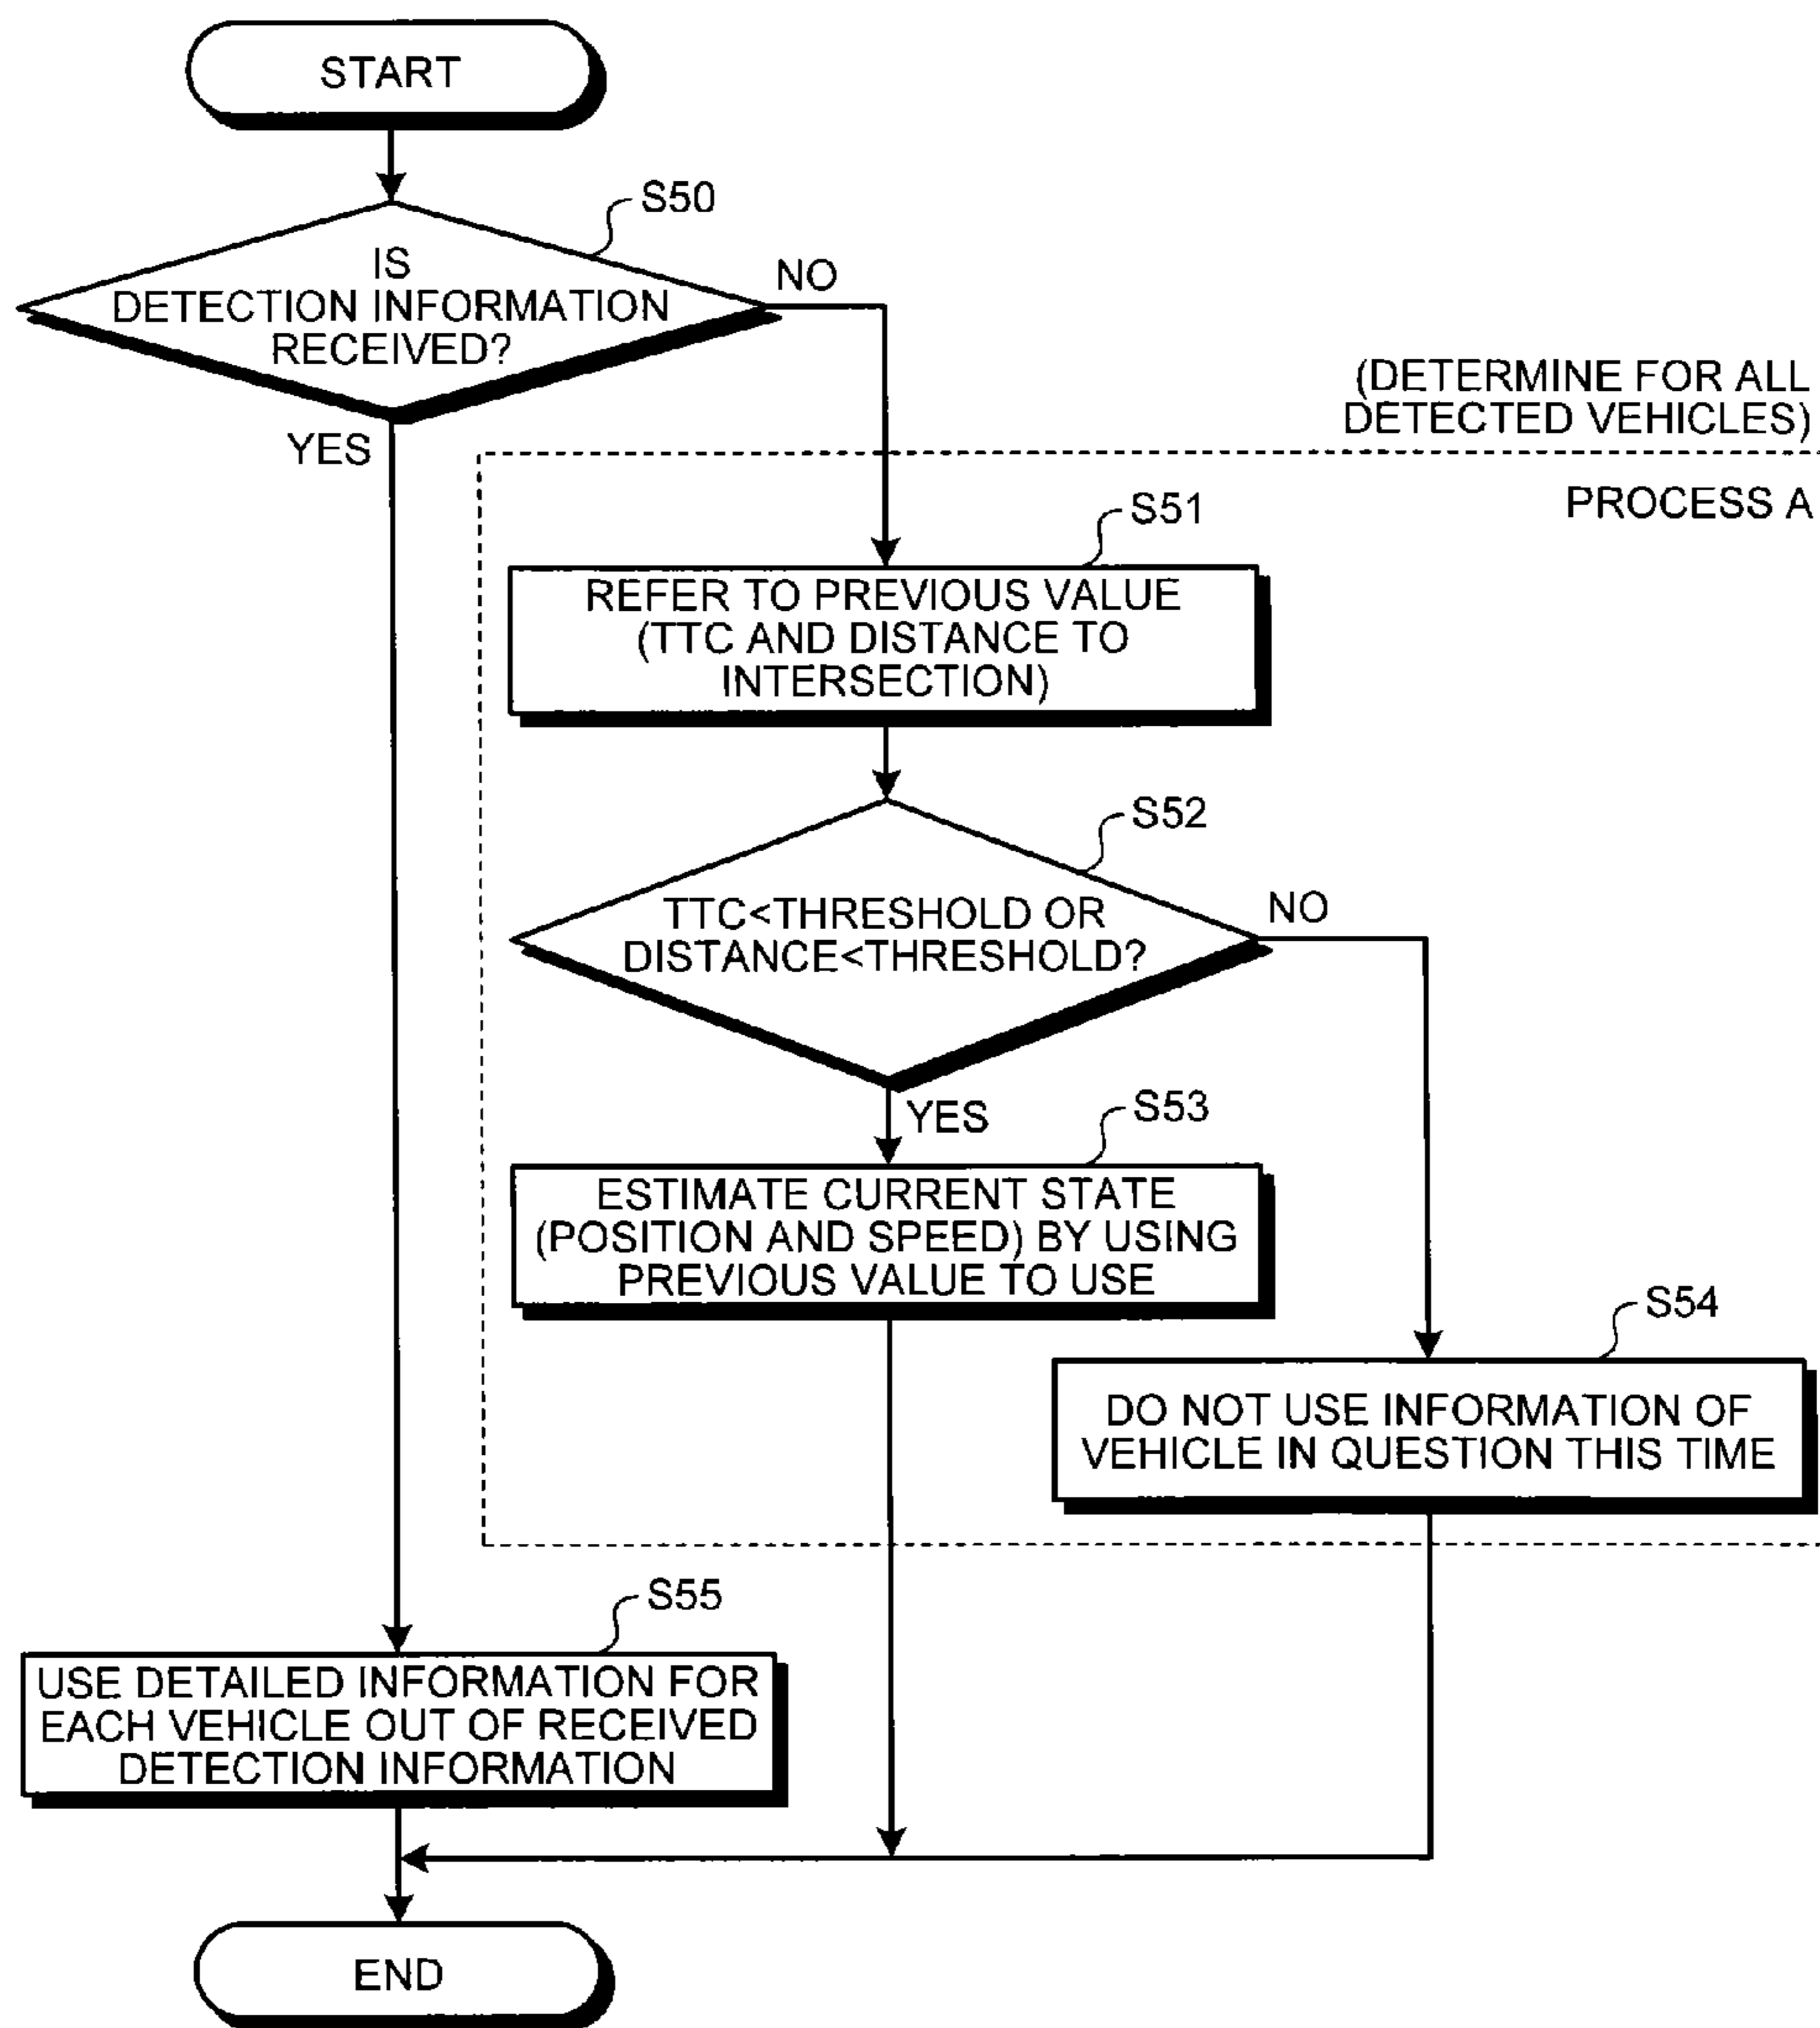 START
S50
IS
DETECTION INFORMATION
RECEIVED?
NO
YES
(DETERMINE FOR ALL
DETECTED VEHICLES)
PROCESS A
S51
REFER TO PREVIOUS VALUE
(TTC AND DISTANCE TO
INTERSECTION)
S52
TTC<THRESHOLD OR
DISTANCE<THRESHOLD?
NO
YES
S53
ESTIMATE CURRENT STATE
(POSITION AND SPEED) BY USING
PREVIOUS VALUE TO USE
S54
DO NOT USE INFORMATION OF
VEHICLE IN QUESTION THIS TIME
S55
USE DETAILED INFORMATION FOR
EACH VEHICLE OUT OF RECEIVED
DETECTION INFORMATION
END